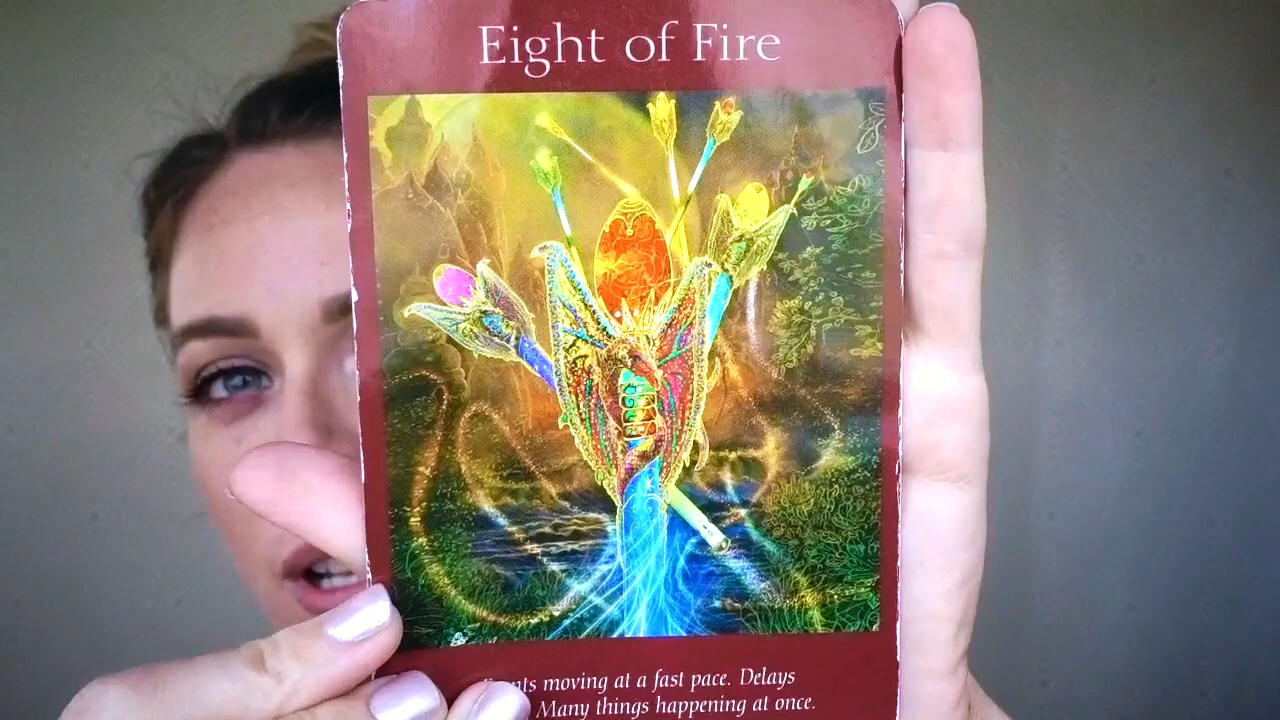 Eight of Fire
moving at a fast pace. Delays
Many things happening at once.